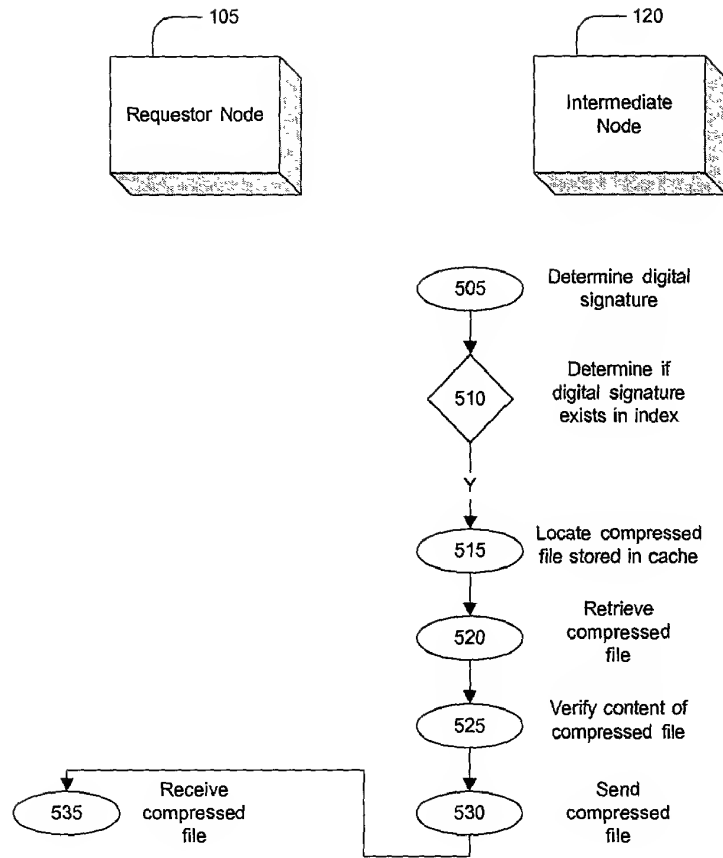 105
120
Requestor Node
Intermediate
Node
505
Determine digital
signature
510
Determine if
digital signature
exists in index
Y
515
Locate compressed
file stored in cache
520
Retrieve
compressed
file
525
Verify content of
compressed file
535
Receive
compressed
file
530
Send
compressed
file